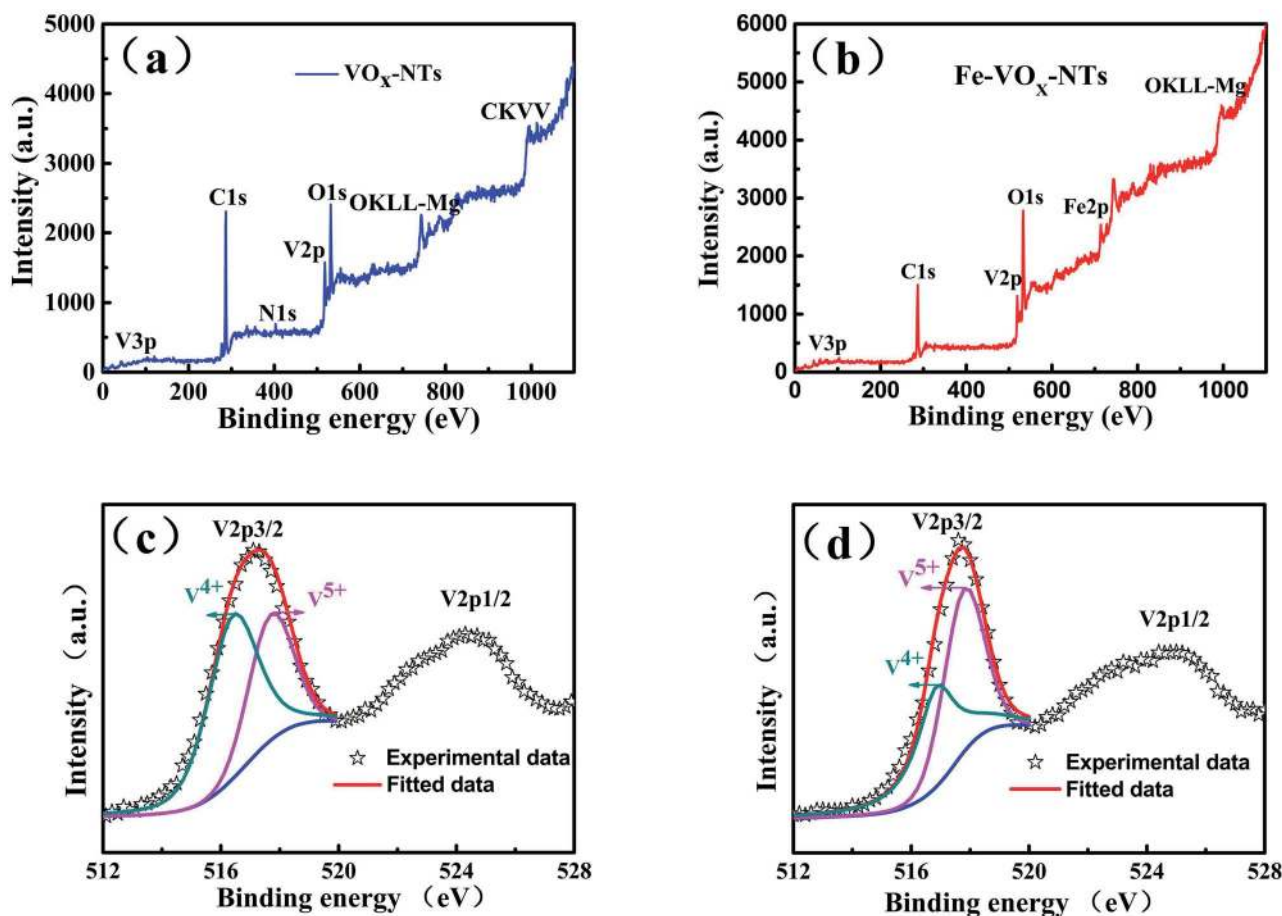 (a)
VOx-NTs
CKVV
C1s
O1s
OKLL-Mg
V2p
N1s
V3p
5000
4000
3000
2000
1000
0
0 200 400 600 800 1000
Intensity (a.u.)
Binding energy (eV)
(b)
Fe-VOx-NTs
OKLL-Mg
O1s
Fe2p
C1s
V2p
V3p
6000
5000
4000
3000
2000
1000
0
0 200 400 600 800 1000
Intensity (a.u.)
Binding energy (eV)
(c)
V2p3/2
V4+
V5+
V2p1/2
Experimental data
Fitted data
512 516 520 524 528
Intensity (a.u.)
Binding energy (eV)
(d)
V2p3/2
V5+
V4+
V2p1/2
Experimental data
Fitted data
512 516 520 524 528
Intensity (a.u.)
Binding energy (eV)